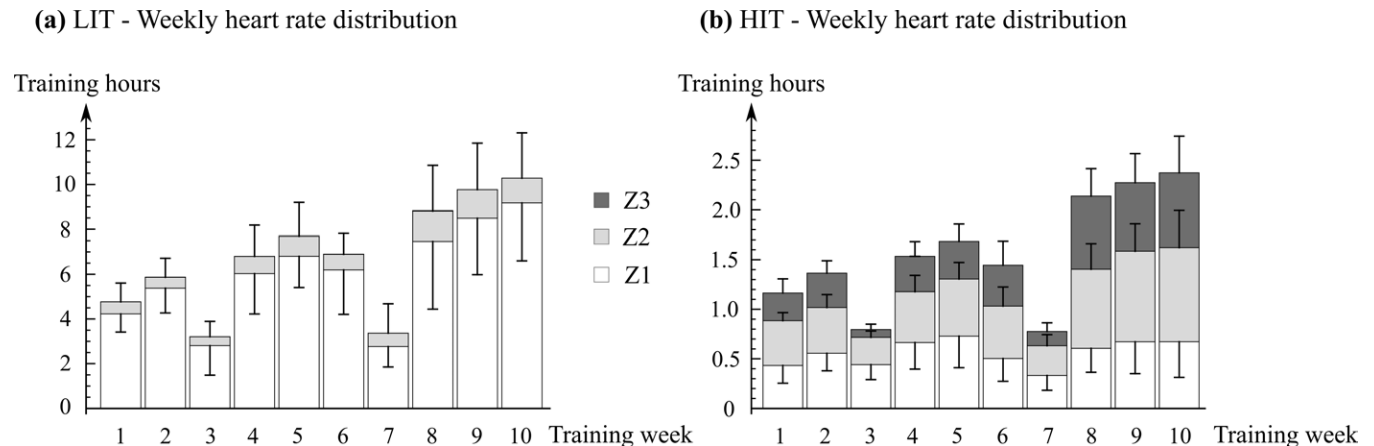 (a) LIT - Weekly heart rate distribution
Training hours
12
10
8
6
4
2
0
1 2 3 4 5 6 7 8 9 10 Training week
Z3
Z2
Z1
(b) HIT - Weekly heart rate distribution
Training hours
2.5
2.0
1.5
1.0
0.5
0
1 2 3 4 5 6 7 8 9 10 Training week